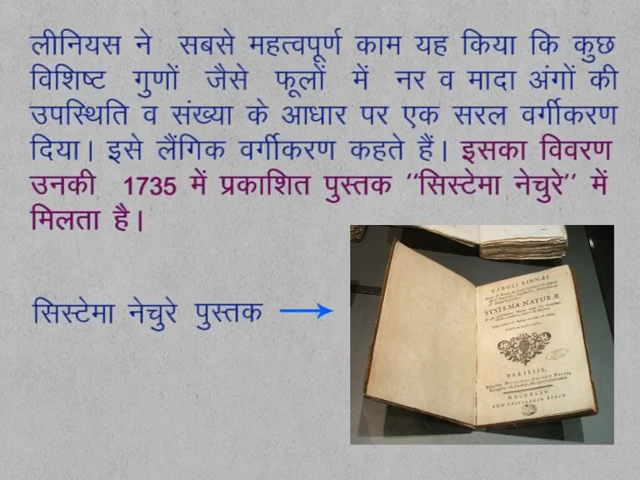 लीनियस ने सबसे महत्वपूर्ण काम यह किया कि कुछ
विशिष्ट गुणों जैसे फूलों में नर व मादा अंगों की
उपस्थिति व संख्या के आधार पर एक सरल वर्गीकरण
दिया। इसे लैंगिक वर्गीकरण कहते हैं। इसका विवरण
उनकी 1735 में प्रकाशित पुस्तक ''सिस्टेमा नेचुरे'' में
मिलता है।
सिस्टेमा नेचुरे पुस्तक
CAROLI LINNÆI
SYSTEMA NATURÆ
PARISIIS,